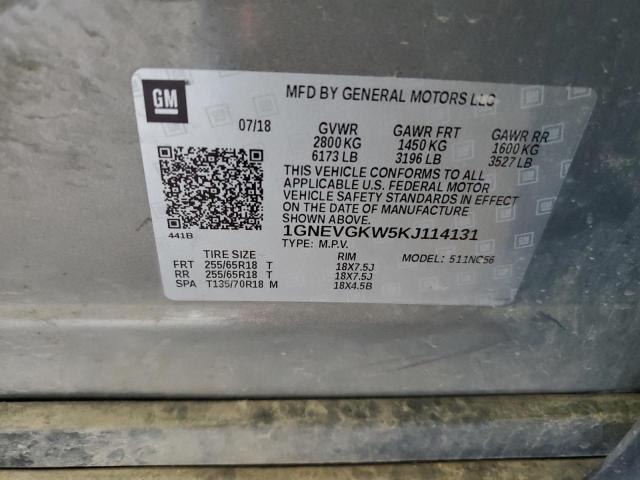 GM
MFD BY GENERAL MOTORS LLC
07/18 GVWR GAWR FRT GAWR RR
2800 KG 1450 KG 1600 KG
6173 LB 3196 LB 3527 LB
THIS VEHICLE CONFORMS TO ALL
APPLICABLE U.S. FEDERAL MOTOR
VEHICLE SAFETY STANDARDS IN EFFECT
ON THE DATE OF MANUFACTURE
SHOWN ABOVE.
441B 1GNEVGKW5KJ114131
TYPE: M.P.V. MODEL: 511NC56
TIRE SIZE RIM
FRT 255/65R18 T 18X7.5J
RR 255/65R18 T 18X7.5J
SPA T135/70R18 M 18X4.5B